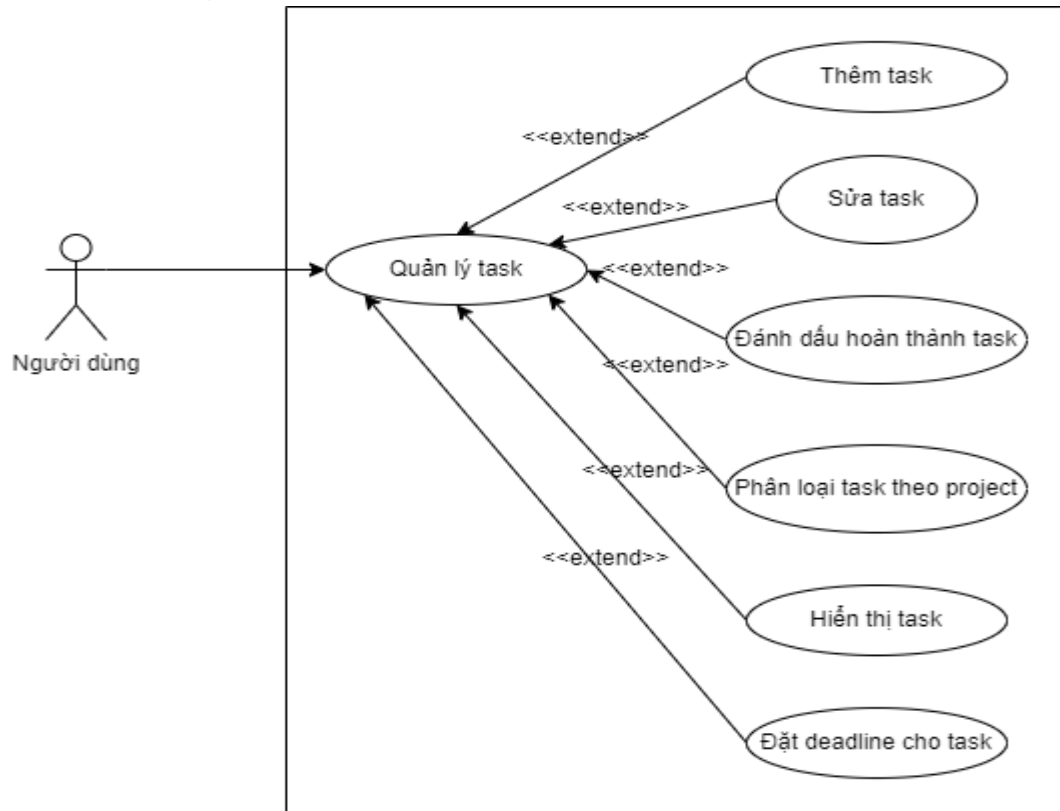 Thêm task
<<extend>>
Sửa task
<<extend>>
Quản lý task
<<extend>>
Đánh dấu hoàn thành task
Người dùng
<<extend>>
<<extend>>
Phân loại task theo project
<<extend>>
Hiển thị task
Đặt deadline cho task